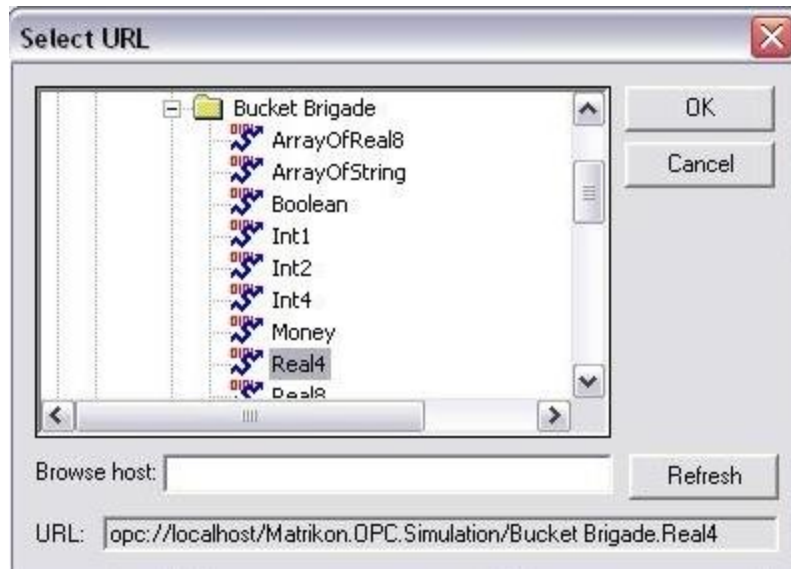 Select URL
Bucket Brigade
ArrayOfReal8
ArrayOfString
Boolean
Int1
Int2
Int4
Money
Real4
Real8
OK
Cancel
Browse host:
Refresh
URL: opc://localhost/Matrikon.OPC.Simulation/Bucket Brigade.Real4